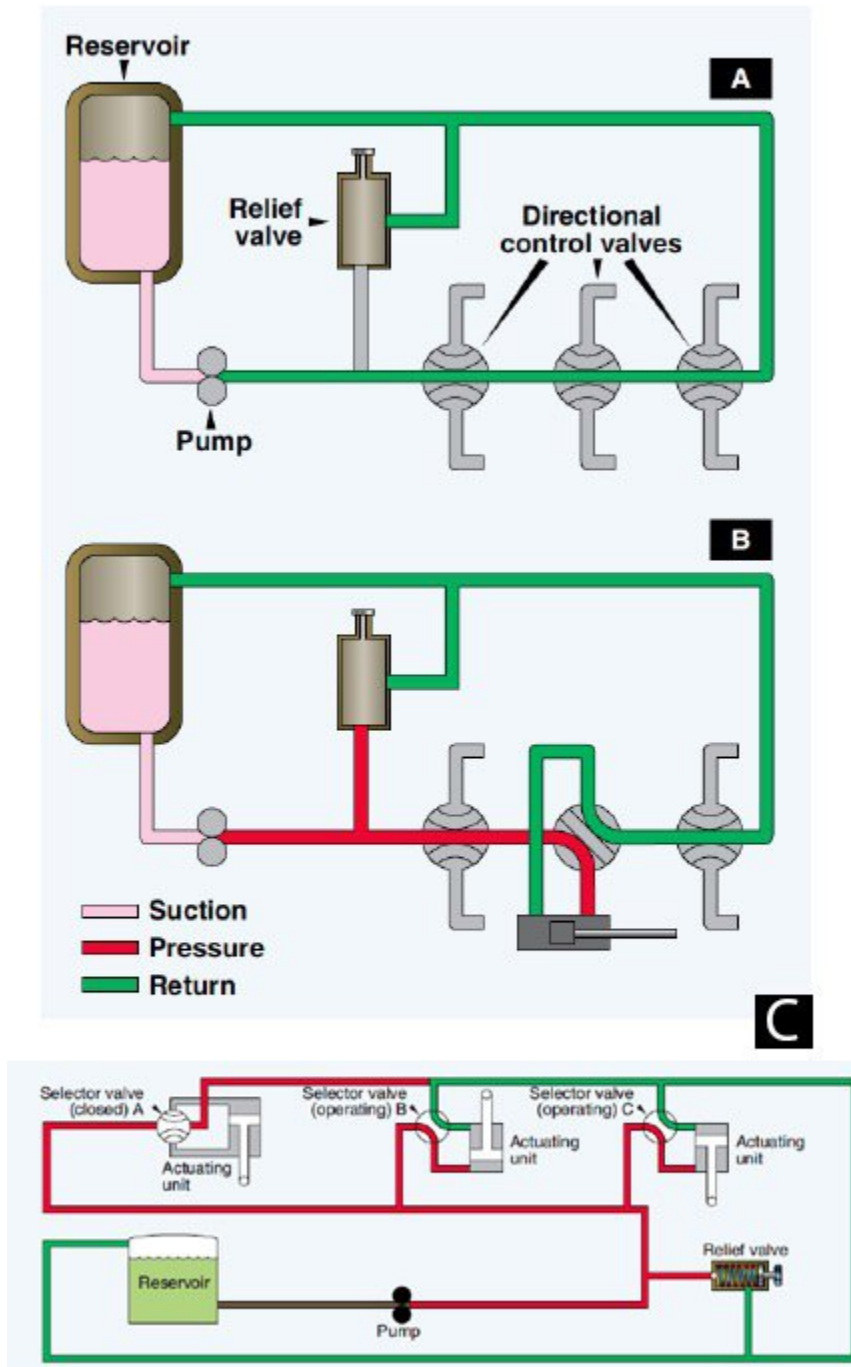 Reservoir
A
Relief
valve
Directional
control valves
Pump
B
Suction
Pressure
Return
C
Selector valve
(closed) A
Selector valve
(operating) B
Selector valve
(operating) C
Actuating
unit
Actuating
unit
Actuating
unit
Relief valve
Reservoir
Pump